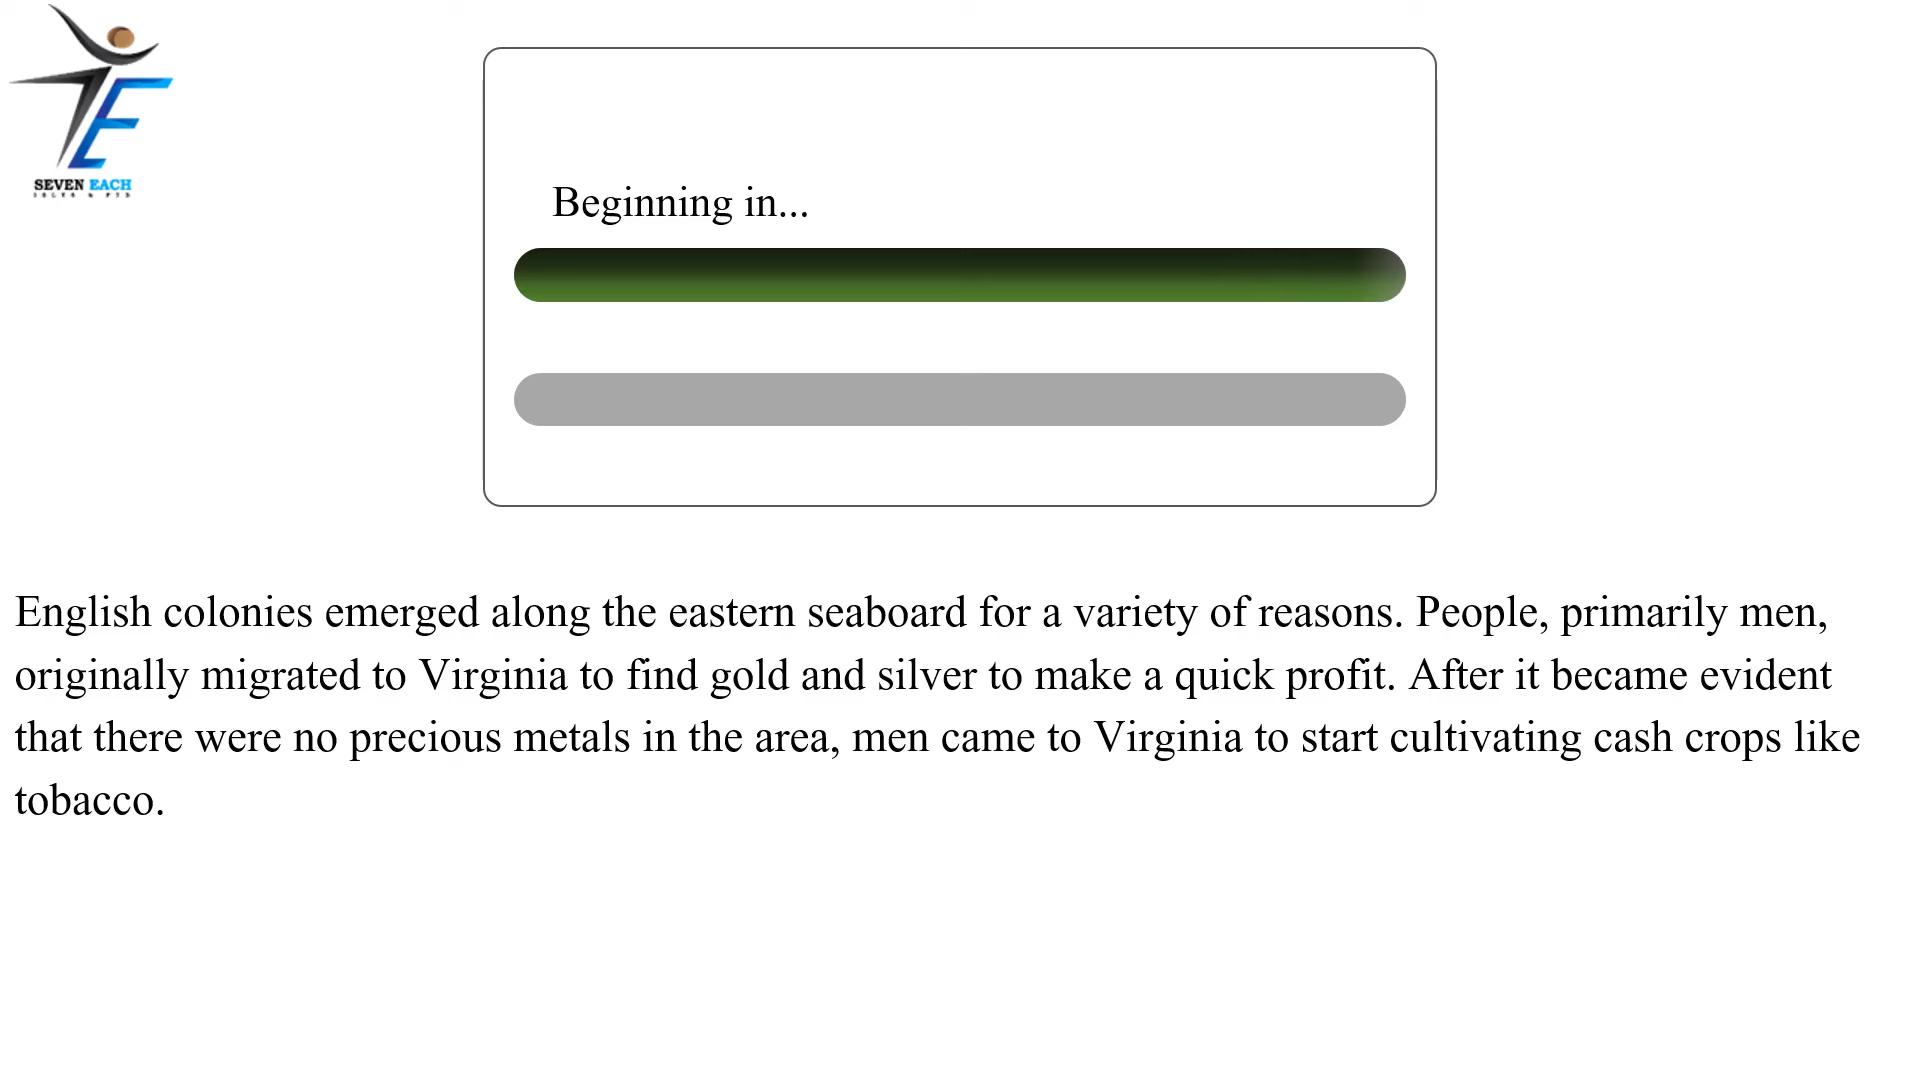 SEVEN EACH
IELTS & PTE
Beginning in...
English colonies emerged along the eastern seaboard for a variety of reasons. People, primarily men,
originally migrated to Virginia to find gold and silver to make a quick profit. After it became evident
that there were no precious metals in the area, men came to Virginia to start cultivating cash crops like
tobacco.